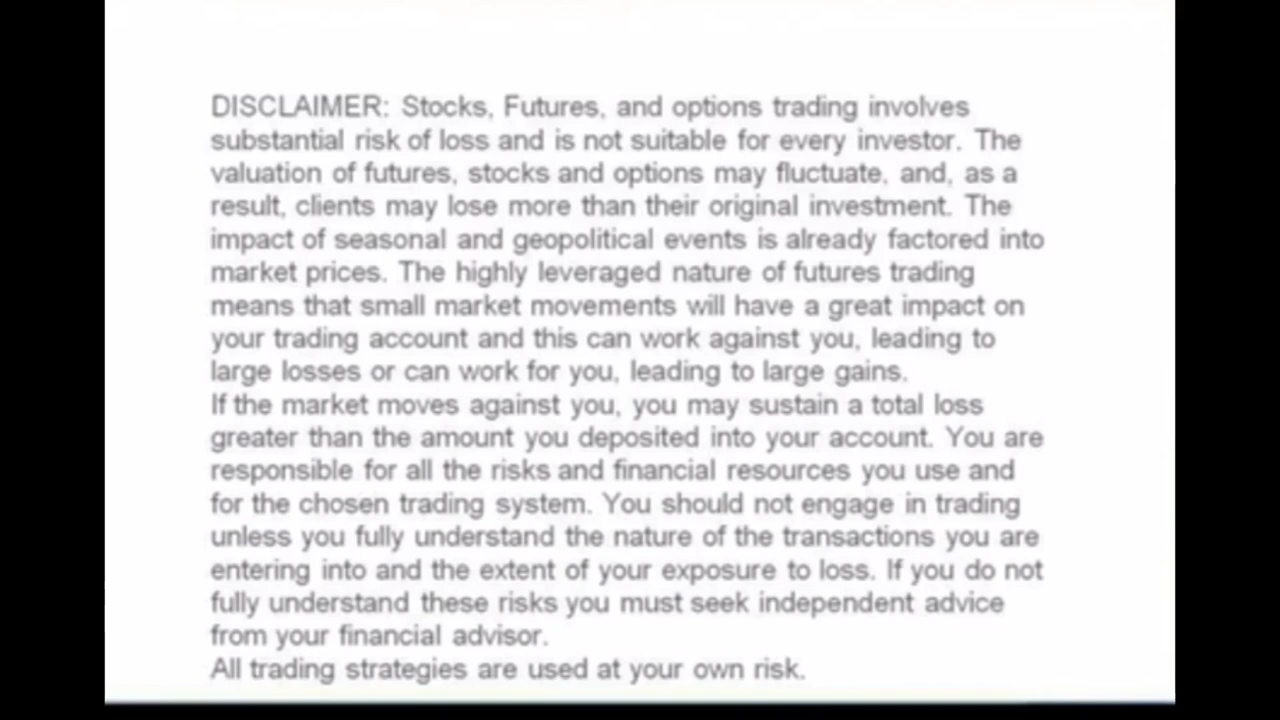 DISCLAIMER: Stocks, Futures, and options trading involves
substantial risk of loss and is not suitable for every investor. The
valuation of futures, stocks and options may fluctuate, and, as a
result, clients may lose more than their original investment. The
impact of seasonal and geopolitical events is already factored into
market prices. The highly leveraged nature of futures trading
means that small market movements will have a great impact on
your trading account and this can work against you, leading to
large losses or can work for you, leading to large gains.
If the market moves against you, you may sustain a total loss
greater than the amount you deposited into your account. You are
responsible for all the risks and financial resources you use and
for the chosen trading system. You should not engage in trading
unless you fully understand the nature of the transactions you are
entering into and the extent of your exposure to loss. If you do not
fully understand these risks you must seek independent advice
from your financial advisor.
All trading strategies are used at your own risk.